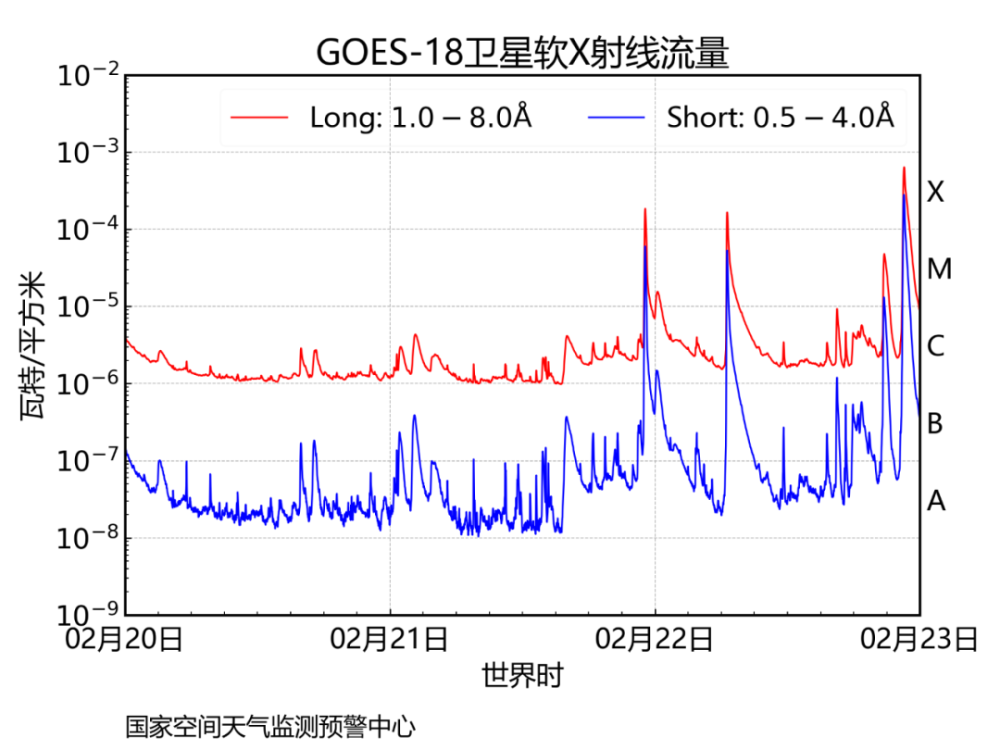 GOES-18卫星软X射线流量
Long: 1.0 − 8.0Å
Short: 0.5 − 4.0Å
10⁻²
10⁻³
10⁻⁴
10⁻⁵
10⁻⁶
10⁻⁷
10⁻⁸
10⁻⁹
瓦特/平方米
X
M
C
B
A
02月20日
02月21日
02月22日
02月23日
世界时
国家空间天气监测预警中心